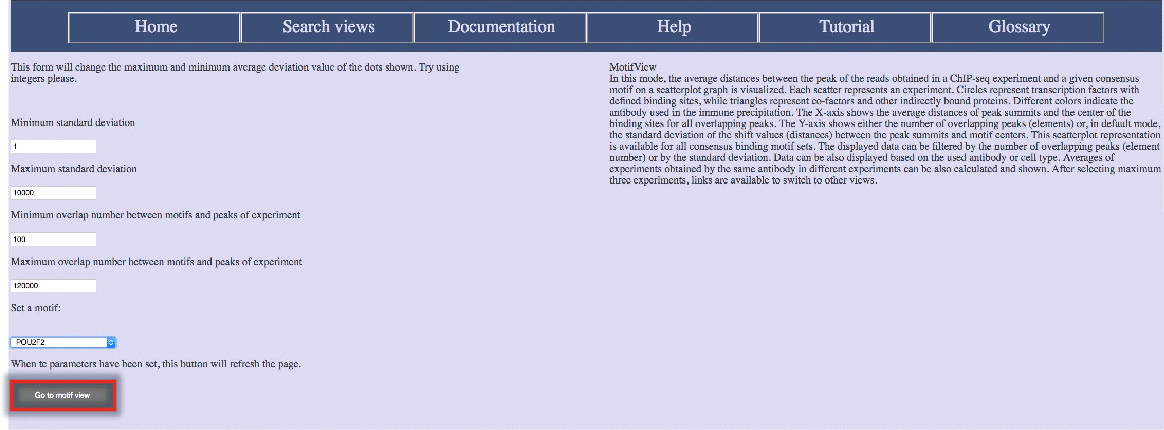 Home
Search views
Documentation
Help
Tutorial
Glossary
This form will change the maximum and minimum average deviation value of the dots shown. Try using
integers please.
Minimum standard deviation
1
Maximum standard deviation
10000
Minimum overlap number between motifs and peaks of experiment
100
Maximum overlap number between motifs and peaks of experiment
120000
Set a motif:
POU2F2
When te parameters have been set, this button will refresh the page.
Go to motif view
MotifView
In this mode, the average distances between the peak of the reads obtained in a ChIP-seq experiment and a given consensus
motif on a scatterplot graph is visualized. Each scatter represents an experiment. Circles represent transcription factors with
defined binding sites, while triangles represent co-factors and other indirectly bound proteins. Different colors indicate the
antibody used in the immune precipitation. The X-axis shows the average distances of peak summits and the center of the
binding sites for all overlapping peaks. The Y-axis shows either the number of overlapping peaks (elements) or, in default mode,
the standard deviation of the shift values (distances) between the peak summits and motif centers. This scatterplot representation
is available for all consensus binding motif sets. The displayed data can be filtered by the number of overlapping peaks (element
number) or by the standard deviation. Data can be also displayed based on the used antibody or cell type. Averages of
experiments obtained by the same antibody in different experiments can be also calculated and shown. After selecting maximum
three experiments, links are available to switch to other views.